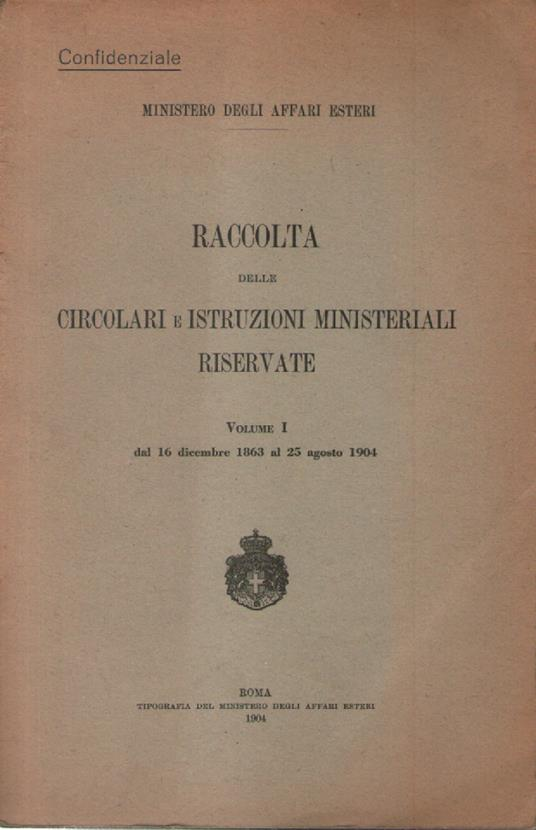 Confidenziale
MINISTERO DEGLI AFFARI ESTERI
RACCOLTA
DELLE
CIRCOLARI E ISTRUZIONI MINISTERIALI
RISERVATE
VOLUME I
dal 16 dicembre 1863 al 25 agosto 1904
ROMA
TIPOGRAFIA DEL MINISTERO DEGLI AFFARI ESTERI
1904